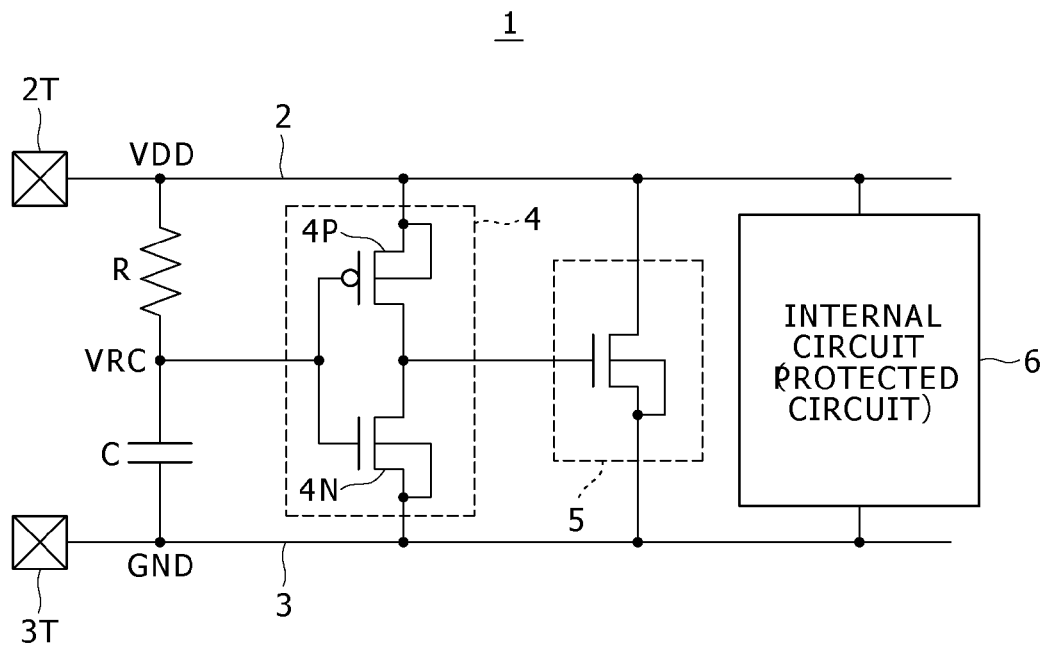 1
2T
VDD
2
4P
4
R
VRC
C
4N
5
INTERNAL
CIRCUIT
(PROTECTED
CIRCUIT)
6
GND
3
3T